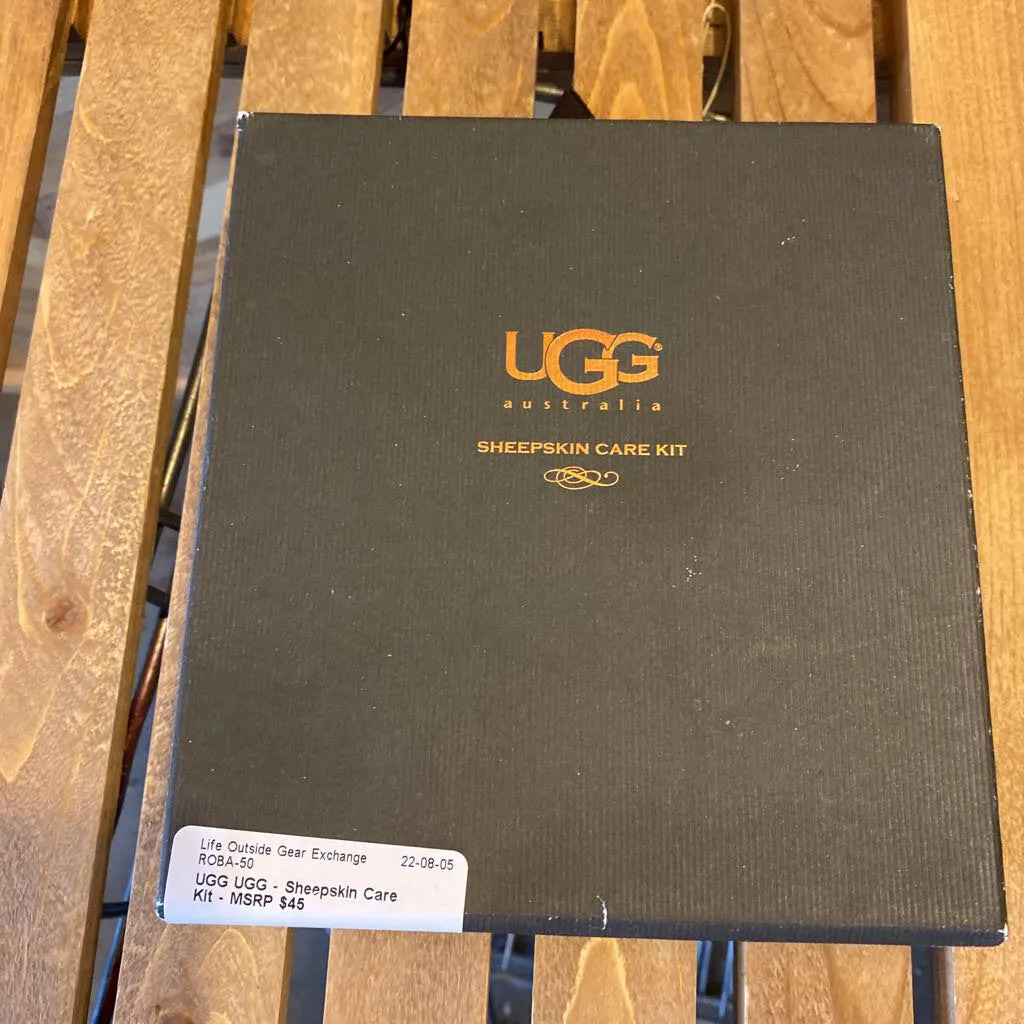 UGG®
australia
SHEEPSKIN CARE KIT
Life Outside Gear Exchange 22-08-05
ROBA-50
UGG UGG - Sheepskin Care
Kit - MSRP $45